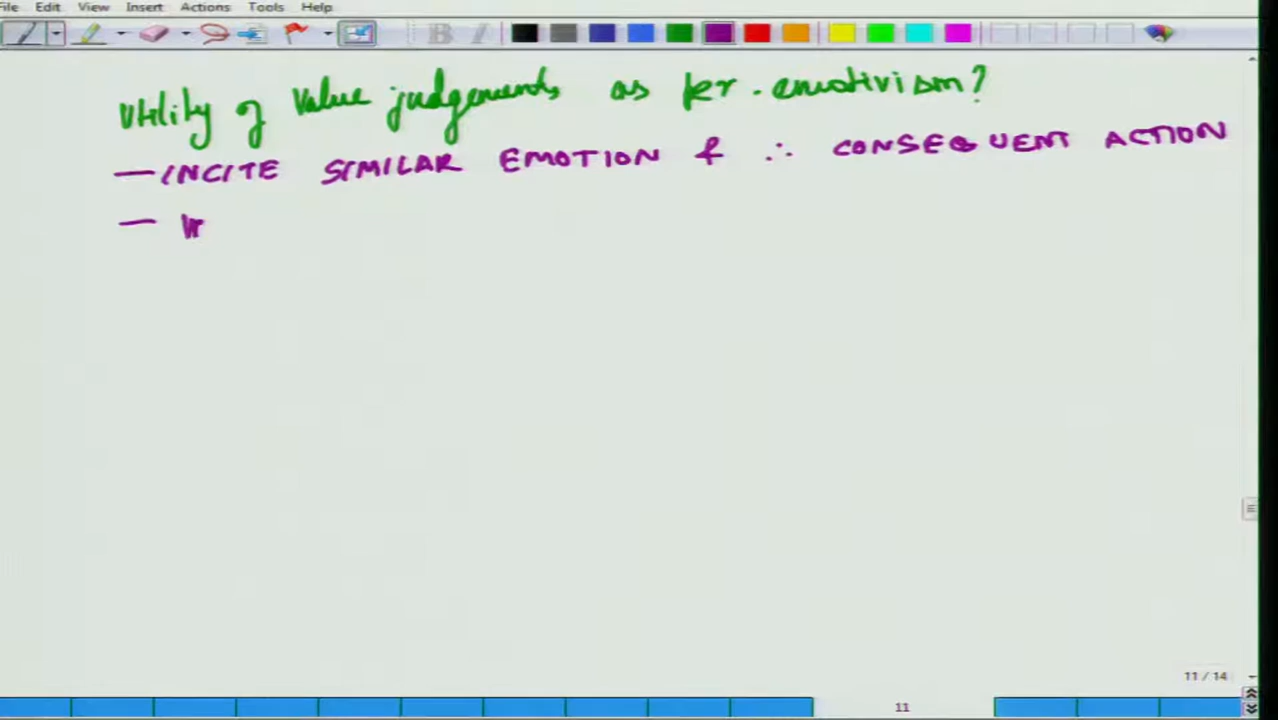 File Edit View Insert Actions Tools Help
Utility of Value judgements as per emotivism?
— INCITE SIMILAR EMOTION & ∴ CONSEQUENT ACTION
—
11 / 14
11